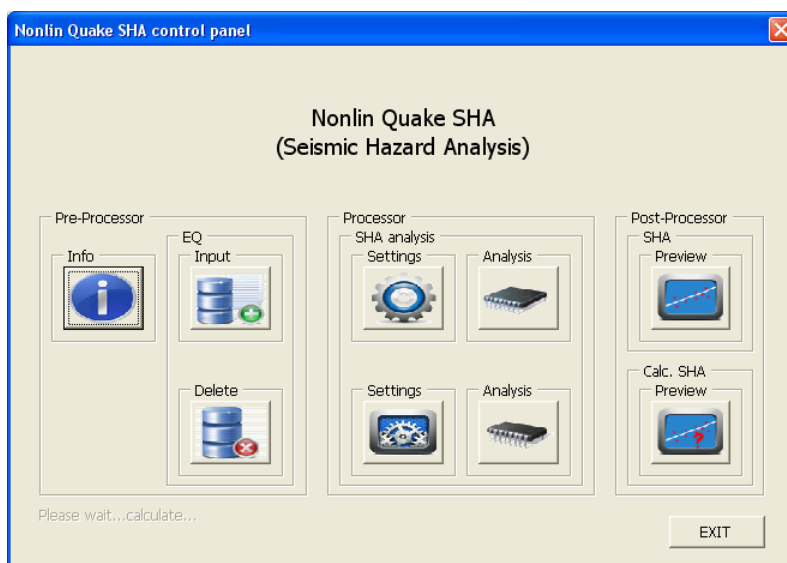 Nonlin Quake SHA control panel
Nonlin Quake SHA
(Seismic Hazard Analysis)
Pre-Processor
Info
EQ
Input
Delete
Processor
SHA analysis
Settings
Analysis
Settings
Analysis
Post-Processor
SHA
Preview
Calc. SHA
Preview
?
Please wait...calculate...
EXIT